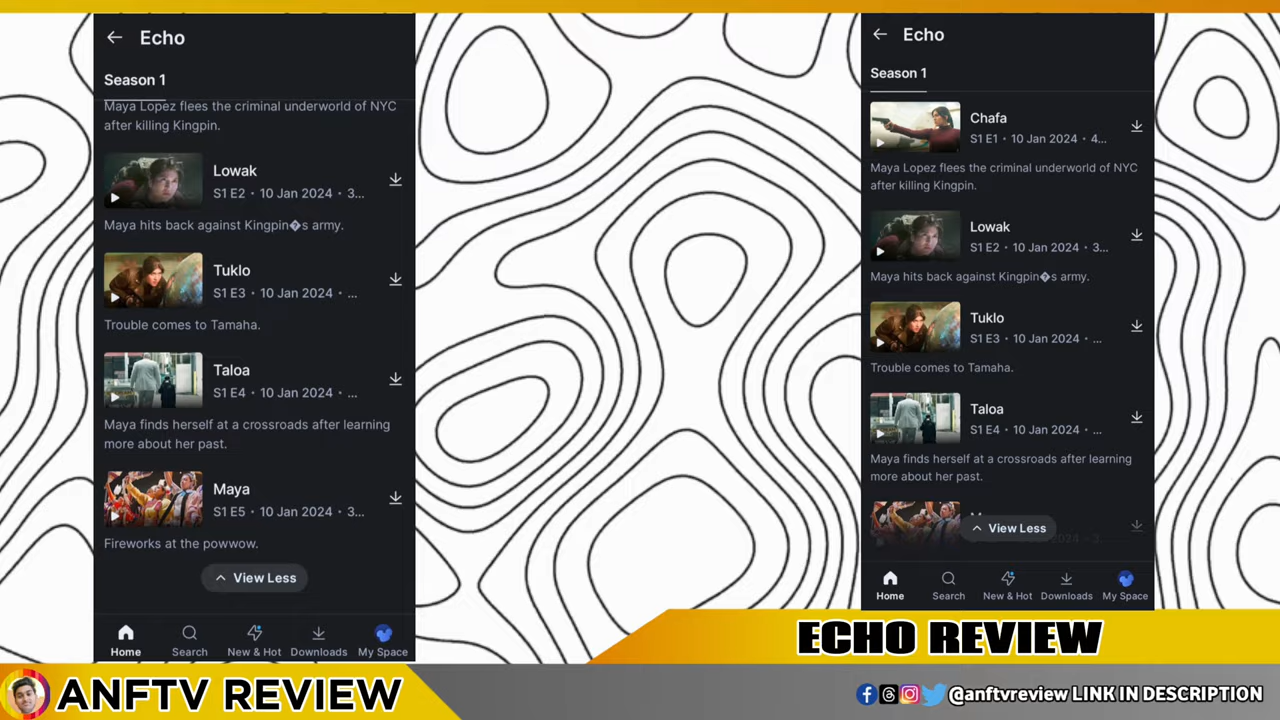 Echo
Season 1
Maya Lopez flees the criminal underworld of NYC
after killing Kingpin.
Lowak
S1 E2 • 10 Jan 2024 • 3...
Maya hits back against Kingpin�s army.
Tuklo
S1 E3 • 10 Jan 2024 • ...
Trouble comes to Tamaha.
Taloa
S1 E4 • 10 Jan 2024 • ...
Maya finds herself at a crossroads after learning
more about her past.
Maya
S1 E5 • 10 Jan 2024 • 3...
Fireworks at the powwow.
View Less
Home Search New & Hot Downloads My Space
Echo
Season 1
Chafa
S1 E1 • 10 Jan 2024 • 4...
Maya Lopez flees the criminal underworld of NYC
after killing Kingpin.
Lowak
S1 E2 • 10 Jan 2024 • 3...
Maya hits back against Kingpin�s army.
Tuklo
S1 E3 • 10 Jan 2024 • ...
Trouble comes to Tamaha.
Taloa
S1 E4 • 10 Jan 2024 • ...
Maya finds herself at a crossroads after learning
more about her past.
View Less
Home Search New & Hot Downloads My Space
ECHO REVIEW
ANFTV REVIEW
@anftvreview LINK IN DESCRIPTION